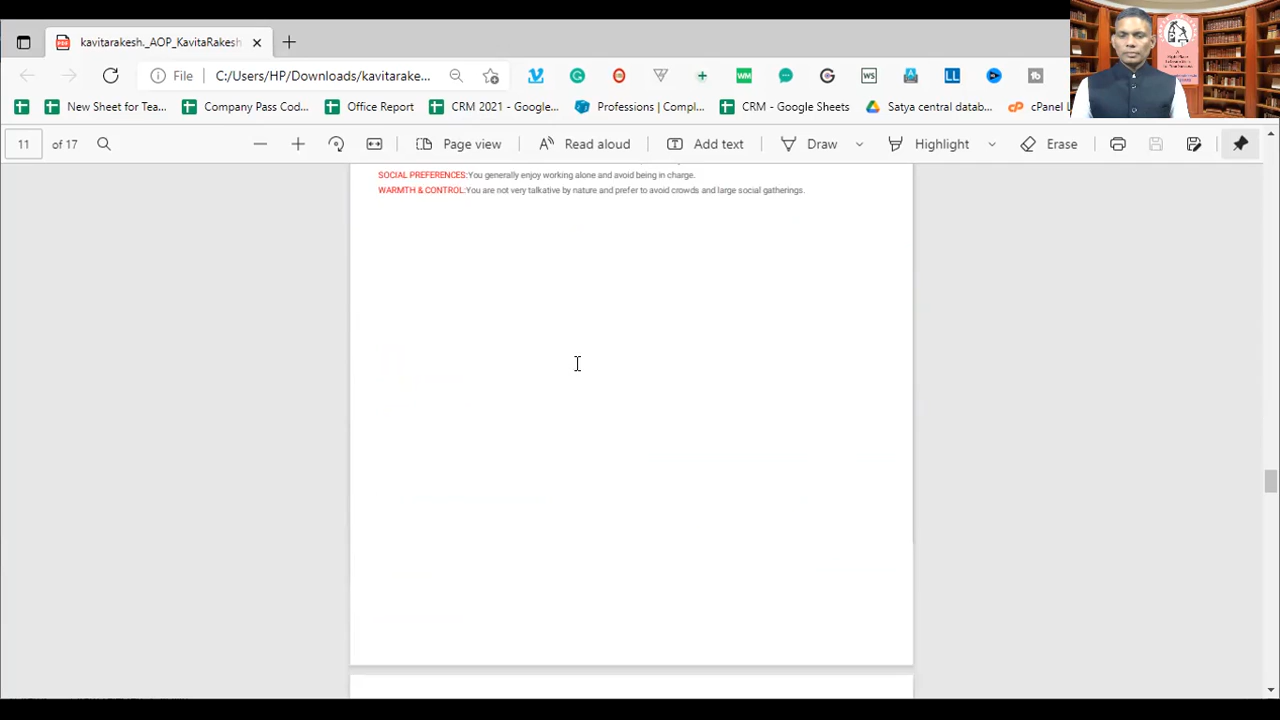 kavitarakesh._AOP_KavitaRakesh
File C:/Users/HP/Downloads/kavitarake...
WM
WS
LL
New Sheet for Tea...
Company Pass Cod...
Office Report
CRM 2021 - Google...
Professions | Compl...
CRM - Google Sheets
Satya central datab...
cPanel L
11 of 17
Page view
Read aloud
Add text
Draw
Highlight
Erase
SOCIAL PREFERENCES:You generally enjoy working alone and avoid being in charge.
WARMTH & CONTROL:You are not very talkative by nature and prefer to avoid crowds and large social gatherings.